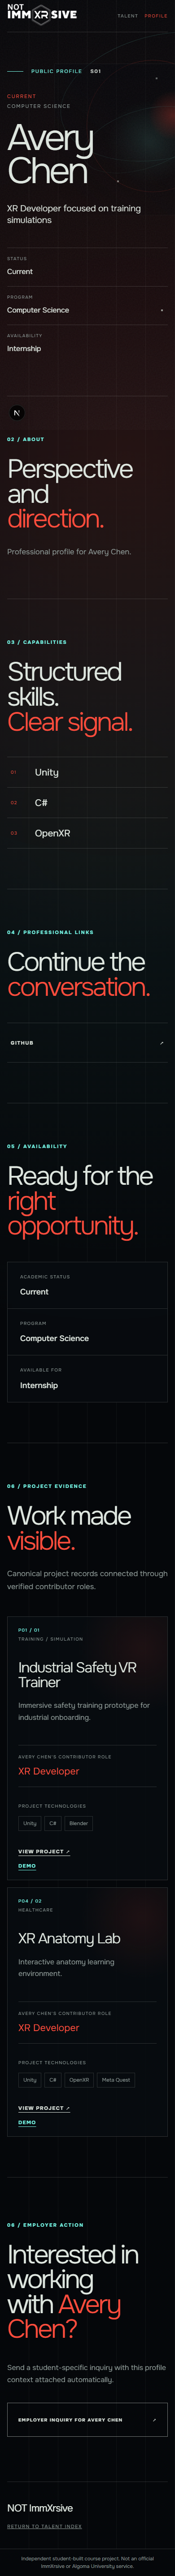 NOT
IMMXRSIVE
TALENT PROFILE
PUBLIC PROFILE S01
CURRENT
COMPUTER SCIENCE
Avery
Chen
XR Developer focused on training
simulations
STATUS
Current
PROGRAM
Computer Science
AVAILABILITY
Internship
N
02 / ABOUT
Perspective
and
direction.
Professional profile for Avery Chen.
03 / CAPABILITIES
Structured
skills.
Clear signal.
01 Unity
02 C#
03 OpenXR
04 / PROFESSIONAL LINKS
Continue the
conversation.
GITHUB ↗
05 / AVAILABILITY
Ready for the
right
opportunity.
ACADEMIC STATUS
Current
PROGRAM
Computer Science
AVAILABLE FOR
Internship
06 / PROJECT EVIDENCE
Work made
visible.
Canonical project records connected through
verified contributor roles.
P01 / 01
TRAINING / SIMULATION
Industrial Safety VR
Trainer
Immersive safety training prototype for
industrial onboarding.
AVERY CHEN'S CONTRIBUTOR ROLE
XR Developer
PROJECT TECHNOLOGIES
Unity C# Blender
VIEW PROJECT ↗
DEMO
P04 / 02
HEALTHCARE
XR Anatomy Lab
Interactive anatomy learning
environment.
AVERY CHEN'S CONTRIBUTOR ROLE
XR Developer
PROJECT TECHNOLOGIES
Unity C# OpenXR Meta Quest
VIEW PROJECT ↗
DEMO
06 / EMPLOYER ACTION
Interested in
working
with Avery
Chen?
Send a student-specific inquiry with this profile
context attached automatically.
EMPLOYER INQUIRY FOR AVERY CHEN ↗
NOT ImmXrsive
RETURN TO TALENT INDEX
Independent student-built course project. Not an official
ImmXrsive or Algoma University service.